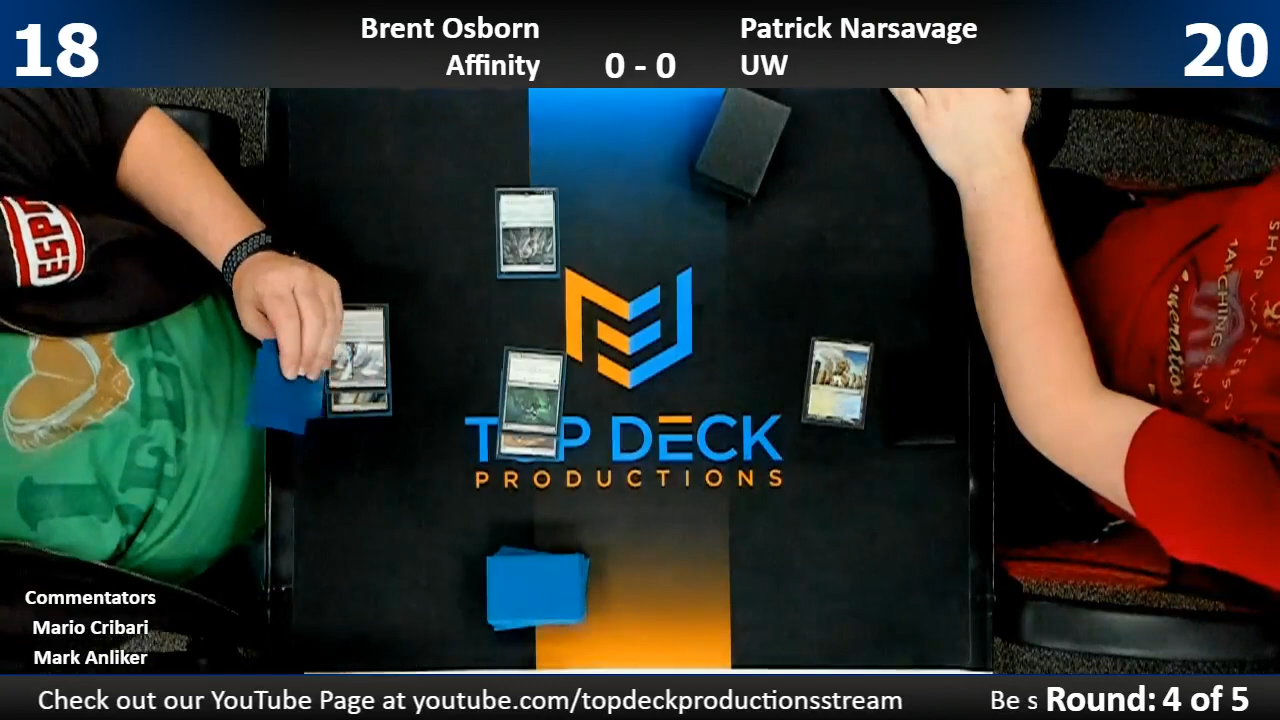 18
Brent Osborn
Affinity
0 - 0
Patrick Narsavage
UW
20
ESPN
TOP DECK
PRODUCTIONS
Commentators
Mario Cribari
Mark Anliker
Check out our YouTube Page at youtube.com/topdeckproductionsstream
Be s
Round: 4 of 5